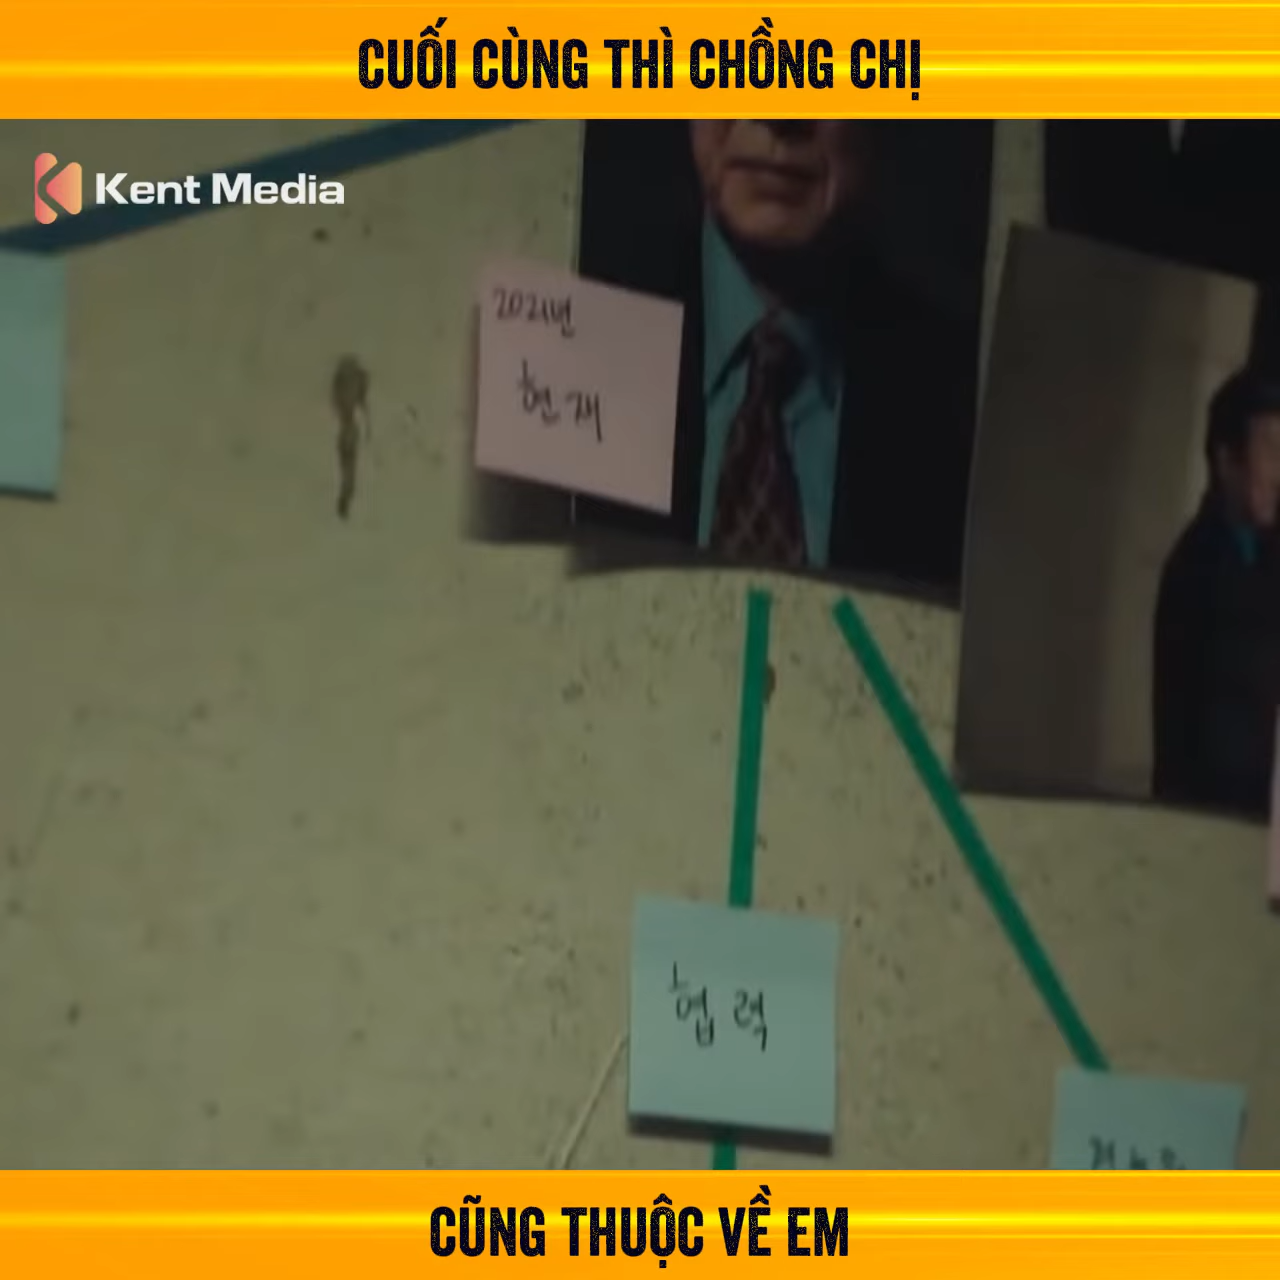 CUỐI CÙNG THÌ CHỒNG CHỊ
Kent Media
2021년
현재
협력
CŨNG THUỘC VỀ EM